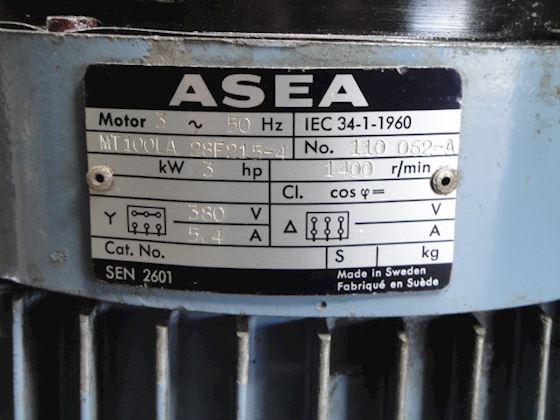 ASEA
Motor 3 ~ 50 Hz IEC 34-1-1960
MT100LA 28F215-4 No. 110 062-A
kW 3 hp 1400 r/min
Cl. cos φ=
Y 380 V Δ V
5.4 A A
Cat. No. S kg
SEN 2601 Made in Sweden
Fabriqué en Suède